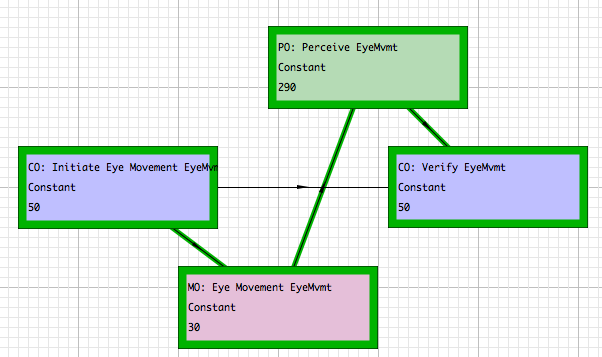 PO: Perceive EyeMvmt
Constant
290
CO: Initiate Eye Movement EyeMvm
Constant
50
CO: Verify EyeMvmt
Constant
50
MO: Eye Movement EyeMvmt
Constant
30